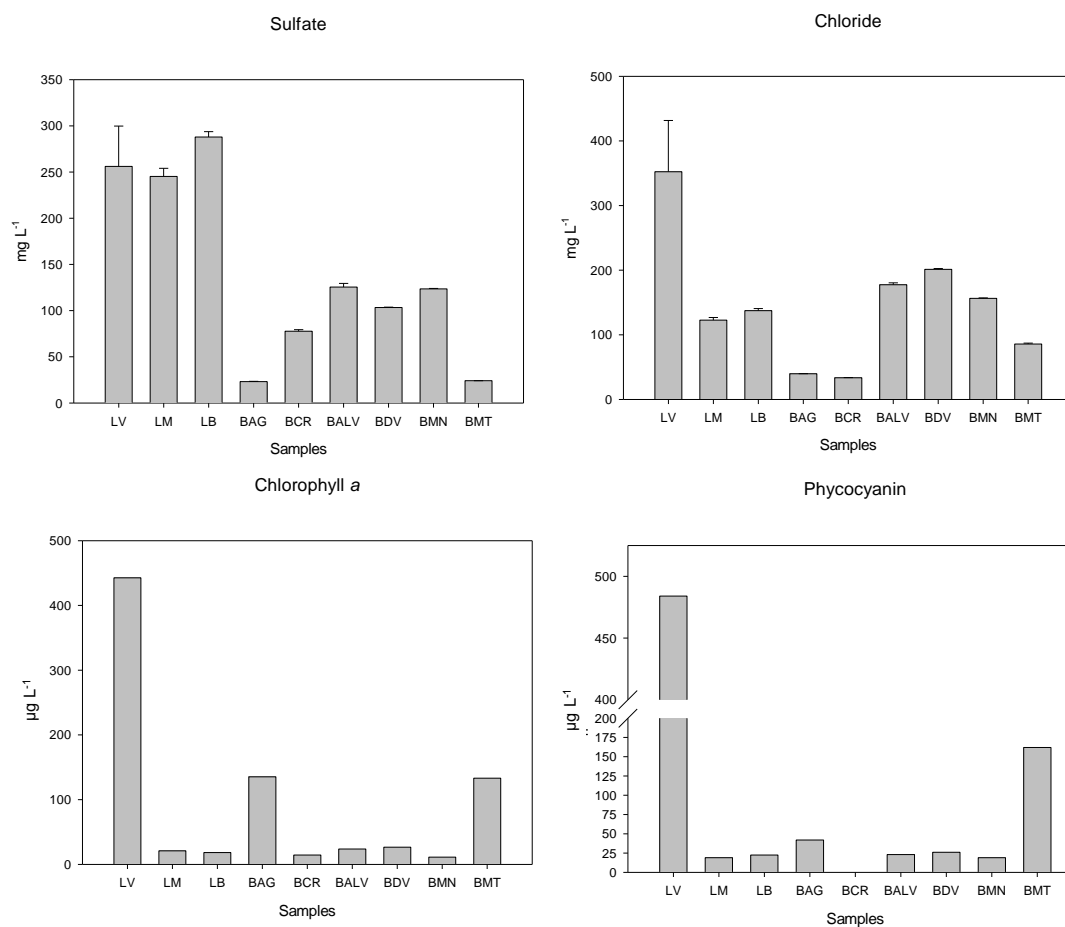 Sulfate
350
300
250
200
150
100
50
0
mg L-1
LV LM LB BAG BCR BALV BDV BMN BMT
Samples
Chloride
500
400
300
200
100
0
mg L-1
LV LM LB BAG BCR BALV BDV BMN BMT
Samples
Chlorophyll a
500
400
300
200
100
0
µg L-1
LV LM LB BAG BCR BALV BDV BMN BMT
Samples
Phycocyanin
500
450
400
200
175
150
125
100
75
50
25
0
µg L-1
LV LM LB BAG BCR BALV BDV BMN BMT
Samples